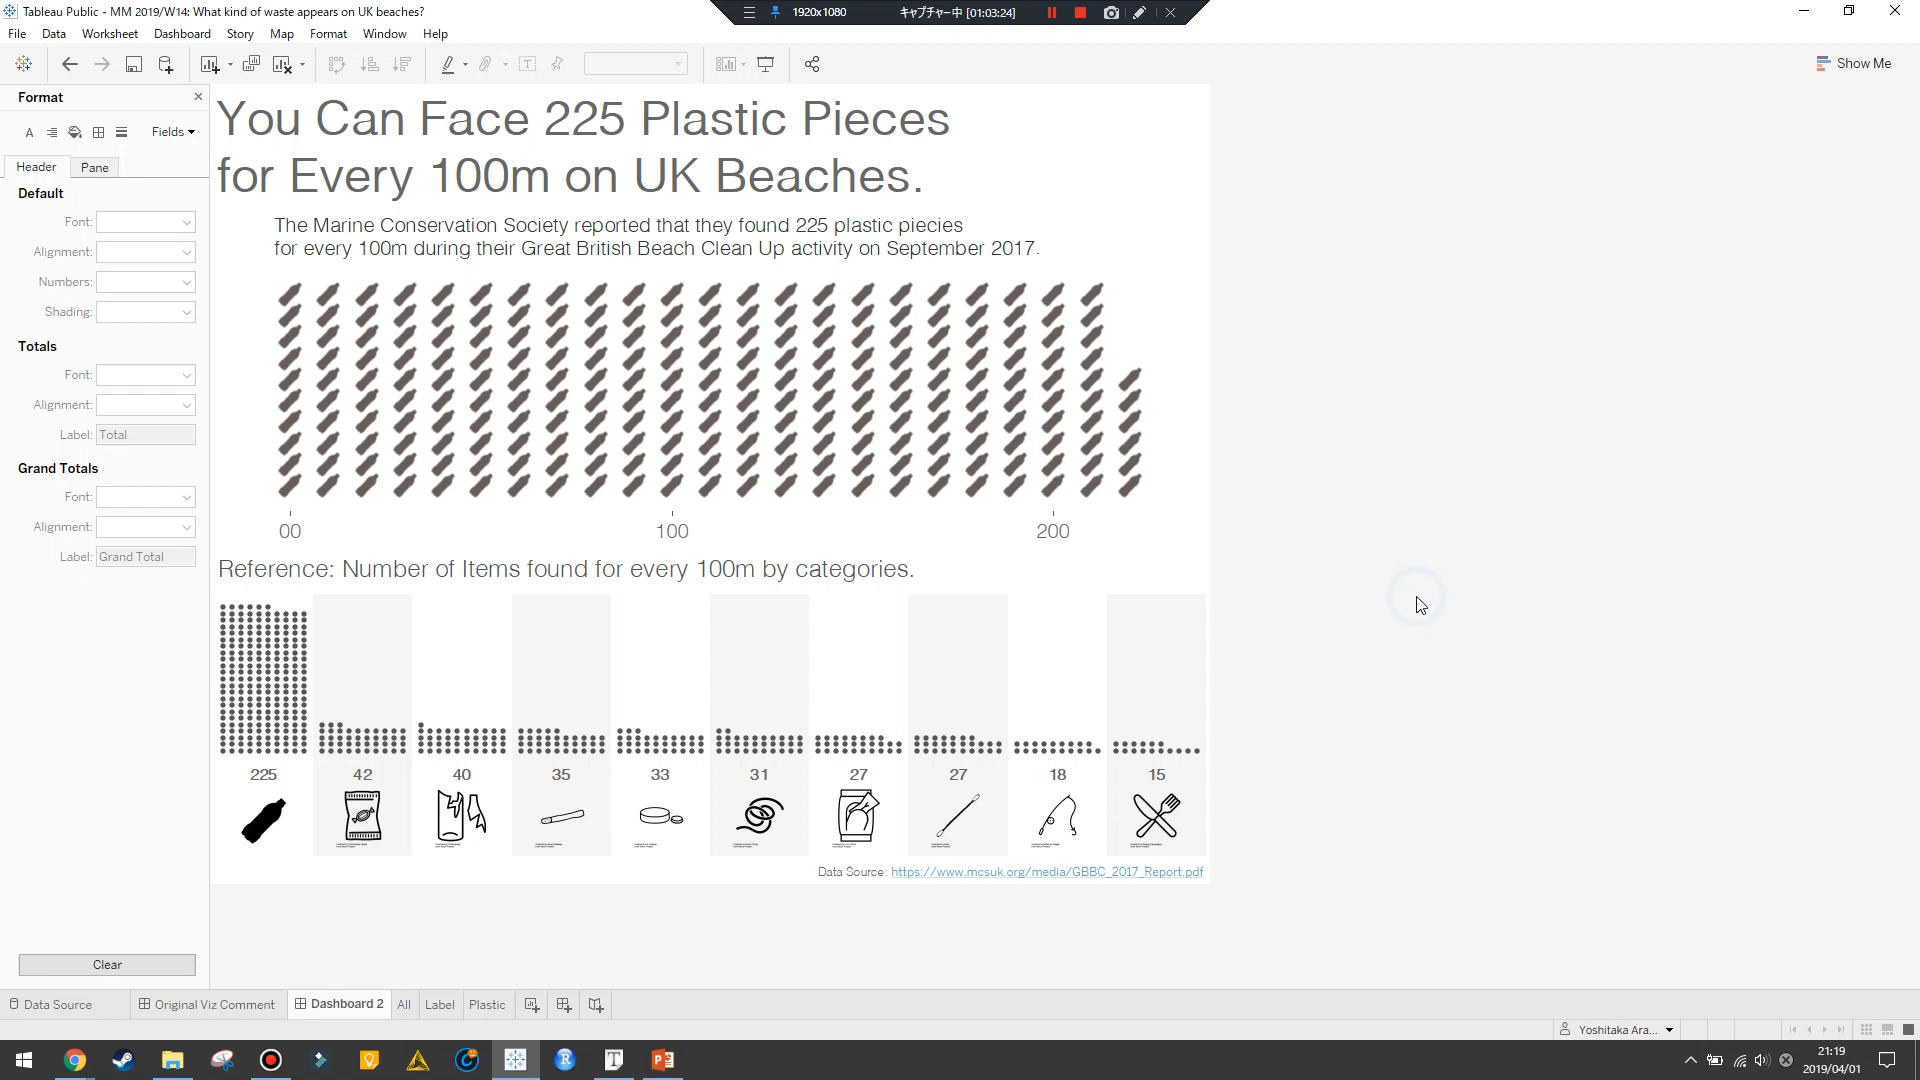 Tableau Public - MM 2019/W14: What kind of waste appears on UK beaches?
1920x1080
キャプチャー中 [01:03:24]
File Data Worksheet Dashboard Story Map Format Window Help
Show Me
Format
A Fields
Header Pane
Default
Font:
Alignment:
Numbers:
Shading:
Totals
Font:
Alignment:
Label: Total
Grand Totals
Font:
Alignment:
Label: Grand Total
Clear
You Can Face 225 Plastic Pieces
for Every 100m on UK Beaches.
The Marine Conservation Society reported that they found 225 plastic piecies
for every 100m during their Great British Beach Clean Up activity on September 2017.
00 100 200
Reference: Number of Items found for every 100m by categories.
225 42 40 35 33 31 27 27 18 15
Data Source: https://www.mcsuk.org/media/GBBC_2017_Report.pdf
Data Source Original Viz Comment Dashboard 2 All Label Plastic
Yoshitaka Ara...
21:19
2019/04/01